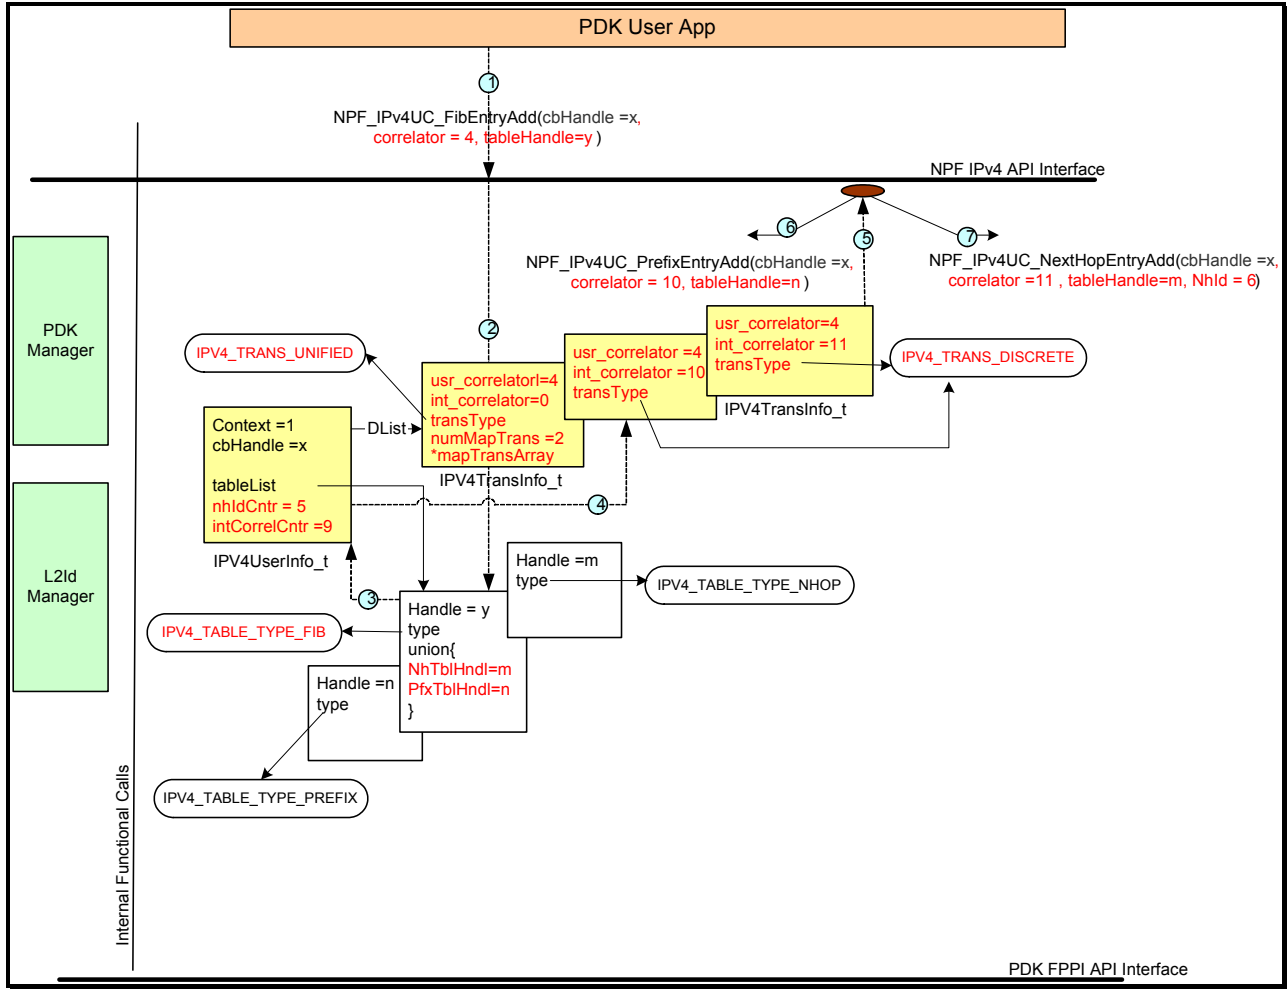 PDK User App
1
NPF_IPv4UC_FibEntryAdd(cbHandle =x,
correlator = 4, tableHandle=y )
NPF IPv4 API Interface
6
5
7
NPF_IPv4UC_PrefixEntryAdd(cbHandle =x,
correlator = 10, tableHandle=n )
NPF_IPv4UC_NextHopEntryAdd(cbHandle =x,
correlator =11 , tableHandle=m, NhId = 6)
PDK
Manager
2
IPV4_TRANS_UNIFIED
usr_correlatorl=4
int_correlator=0
transType
numMapTrans =2
*mapTransArray
IPV4TransInfo_t
usr_correlator =4
int_correlator =10
transType
usr_correlator=4
int_correlator =11
transType
IPV4TransInfo_t
IPV4_TRANS_DISCRETE
Context =1
cbHandle =x
tableList
nhIdCntr = 5
intCorrelCntr =9
IPV4UserInfo_t
DList
4
L2Id
Manager
3
Handle =m
type
IPV4_TABLE_TYPE_NHOP
Handle = y
type
union{
NhTblHndl=m
PfxTblHndl=n
}
IPV4_TABLE_TYPE_FIB
Handle =n
type
IPV4_TABLE_TYPE_PREFIX
Internal Functional Calls
PDK FPPI API Interface